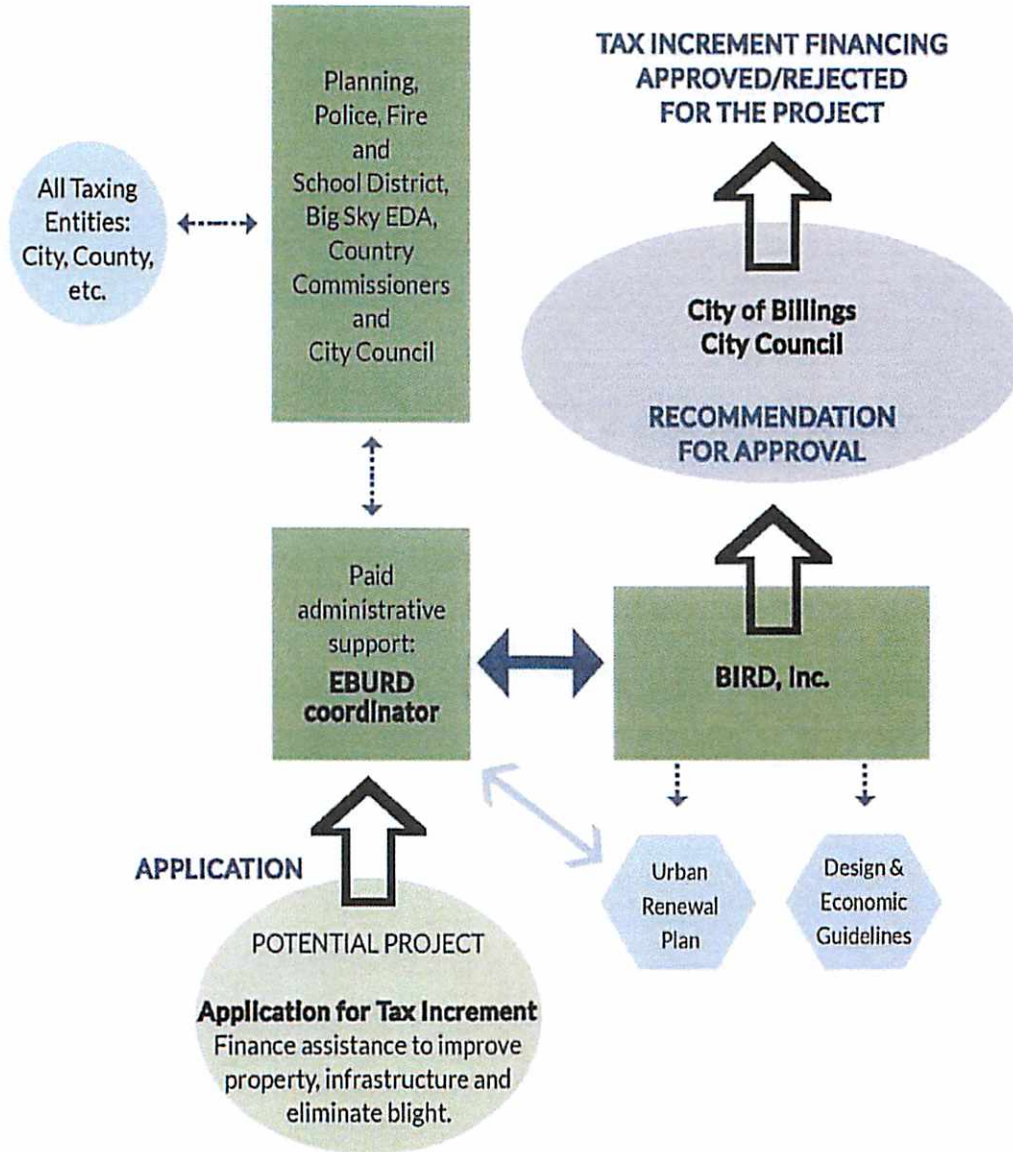 TAX INCREMENT FINANCING
APPROVED/REJECTED
FOR THE PROJECT
Planning,
Police, Fire
and
School District,
Big Sky EDA,
Country
Commissioners
and
City Council
All Taxing
Entities:
City, County,
etc.
City of Billings
City Council
RECOMMENDATION
FOR APPROVAL
Paid
administrative
support:
EBURD
coordinator
BIRD, Inc.
APPLICATION
Urban
Renewal
Plan
Design &
Economic
Guidelines
POTENTIAL PROJECT
Application for Tax Increment
Finance assistance to improve
property, infrastructure and
eliminate blight.